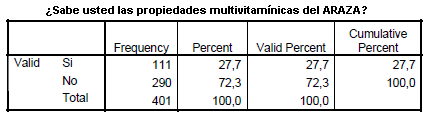 ¿Sabe usted las propiedades multivitamínicas del ARAZA?
Frequency Percent Valid Percent Cumulative Percent
Valid Si 111 27,7 27,7 27,7
No 290 72,3 72,3 100,0
Total 401 100,0 100,0